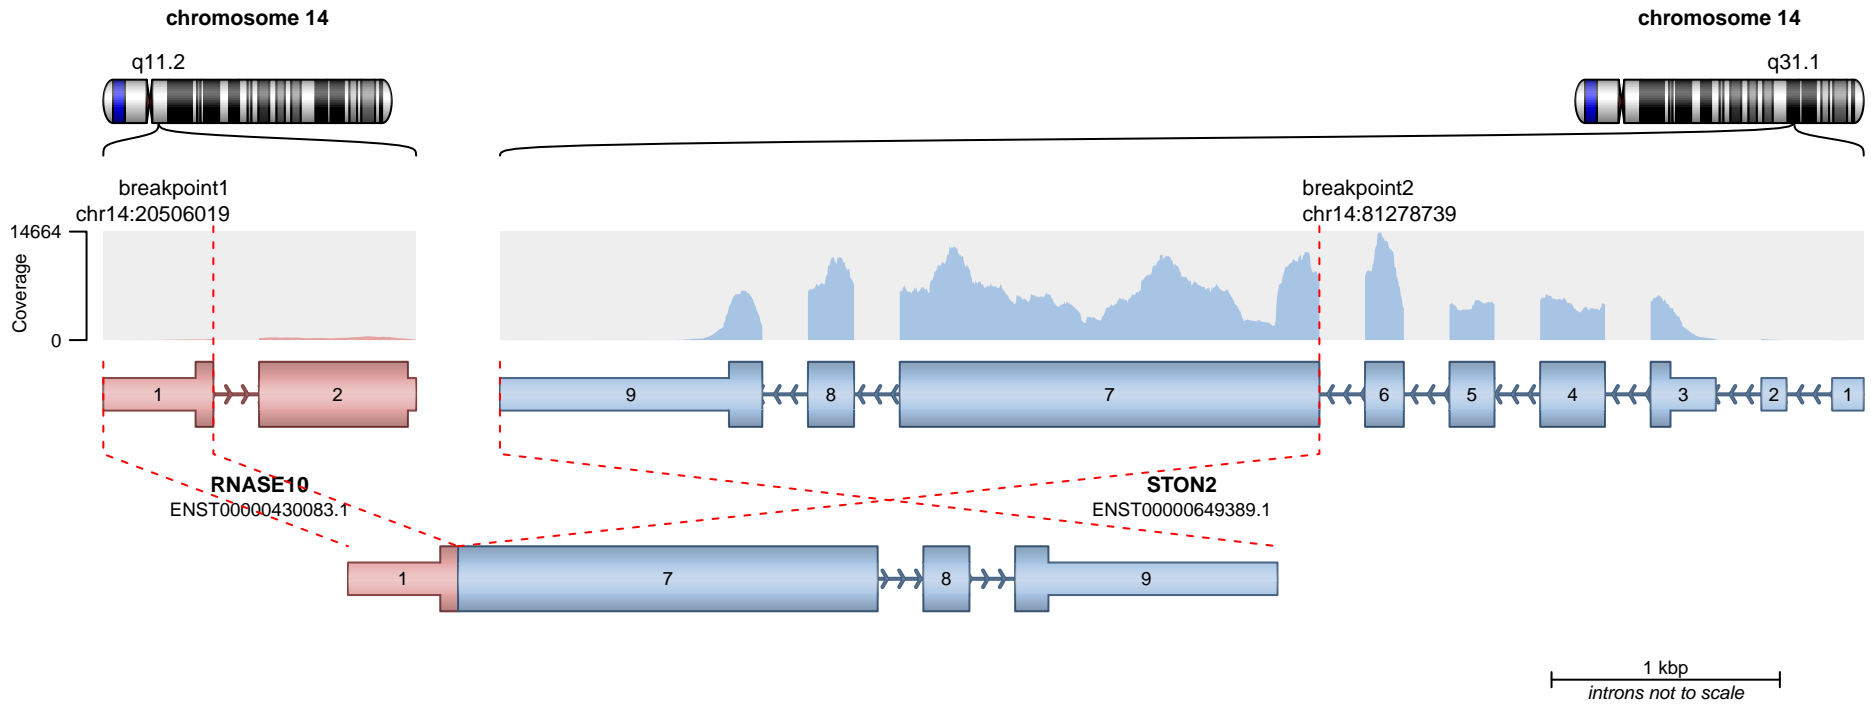 chromosome 14
chromosome 14
q11.2
q31.1
breakpoint1
chr14:20506019
breakpoint2
chr14:81278739
14664
Coverage
0
1
2
9
8
7
6
5
4
3
2
1
RNASE10
ENST00000430083.1
STON2
ENST00000649389.1
1
7
8
9
1 kbp
introns not to scale